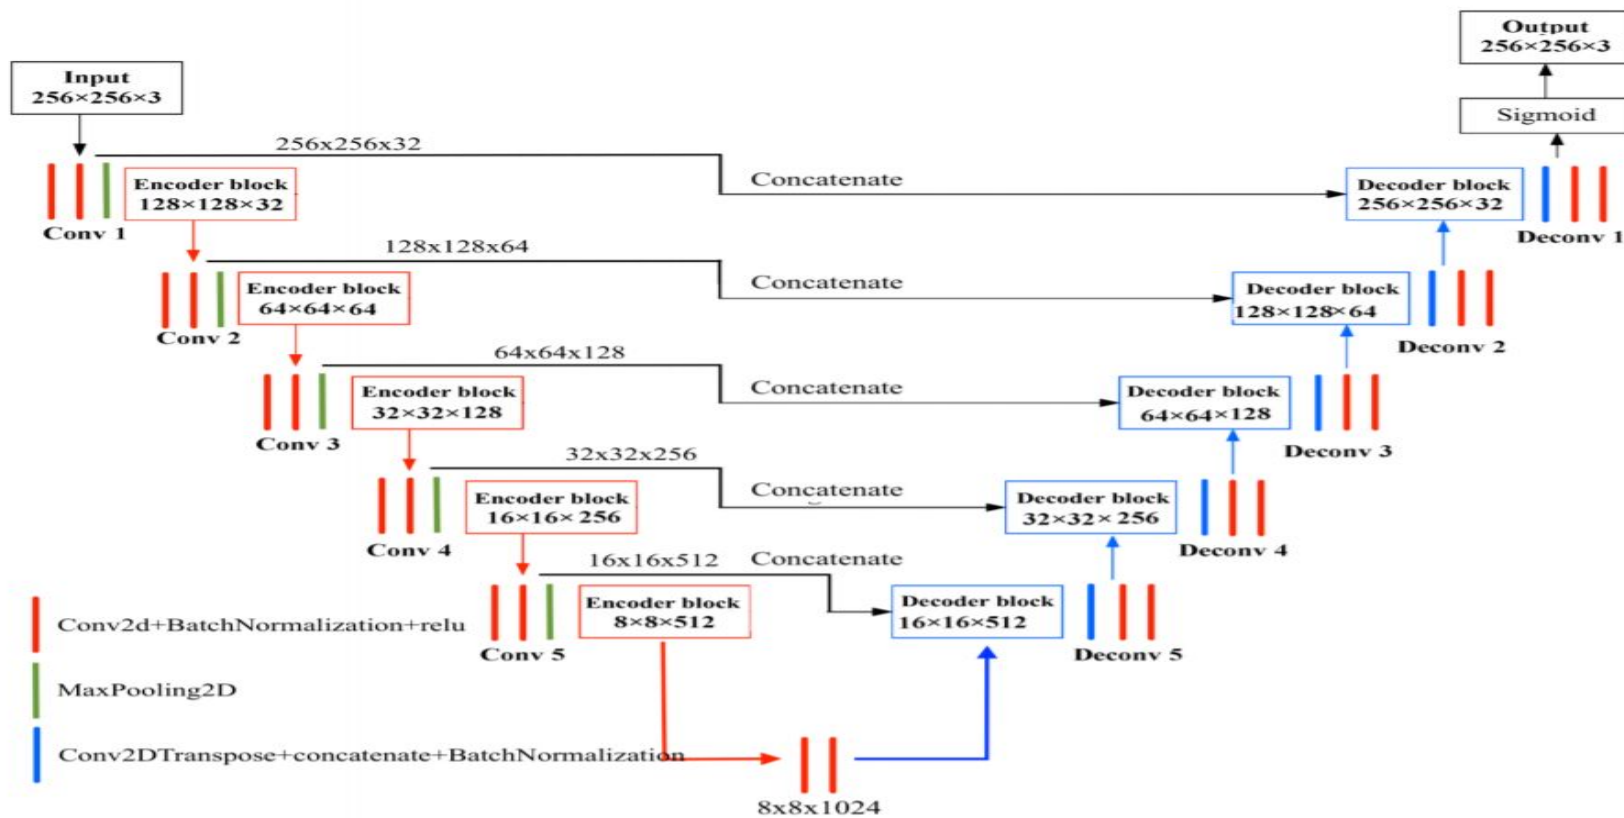 Output
256×256×3
Input
256×256×3
Sigmoid
256x256x32
Concatenate
Encoder block
128×128×32
Decoder block
256×256×32
Conv 1
Deconv 1
128x128x64
Concatenate
Encoder block
64×64×64
Decoder block
128×128×64
Conv 2
Deconv 2
64x64x128
Concatenate
Encoder block
32×32×128
Decoder block
64×64×128
Conv 3
Deconv 3
32x32x256
Concatenate
Encoder block
16×16× 256
Decoder block
32×32× 256
Conv 4
Deconv 4
16x16x512
Concatenate
Encoder block
8×8×512
Decoder block
16×16×512
Conv 5
Deconv 5
Conv2d+BatchNormalization+relu
MaxPooling2D
Conv2DTranspose+concatenate+BatchNormalization
8x8x1024